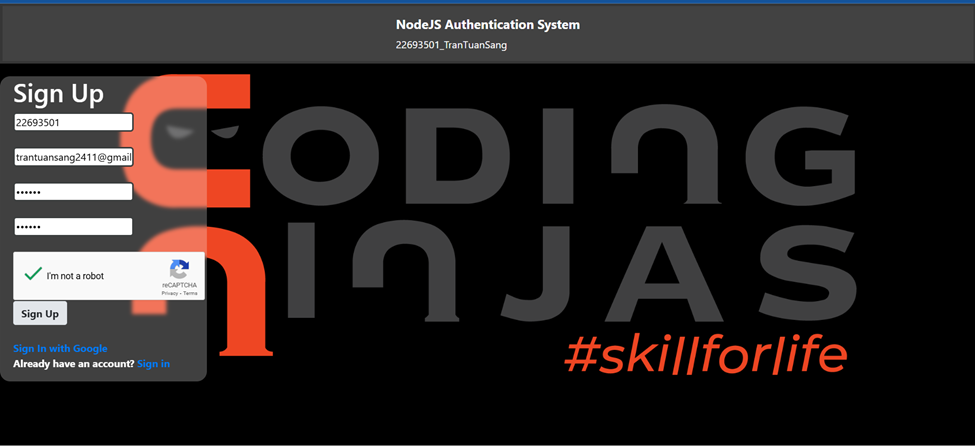 NodeJS Authentication System
22693501_TranTuanSang
Sign Up
22693501
trantuansang2411@gmail
••••••
••••••
I'm not a robot
reCAPTCHA
Privacy - Terms
Sign Up
Sign In with Google
Already have an account? Sign in
CODING
NINJAS
#skillforlife